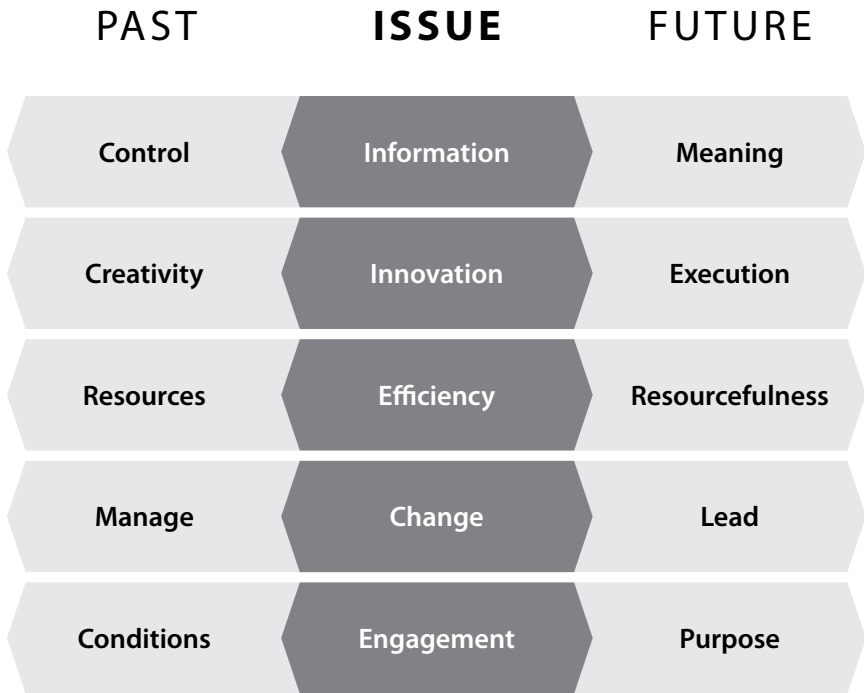 PAST ISSUE FUTURE
Control Information Meaning
Creativity Innovation Execution
Resources Efficiency Resourcefulness
Manage Change Lead
Conditions Engagement Purpose